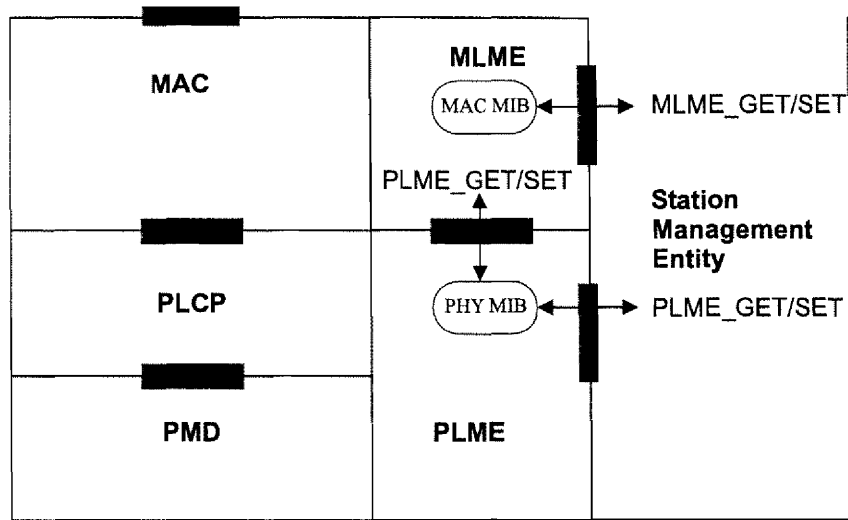 MAC
MLME
MAC MIB
MLME_GET/SET
PLME_GET/SET
Station
Management
Entity
PLCP
PHY MIB
PLME_GET/SET
PMD
PLME